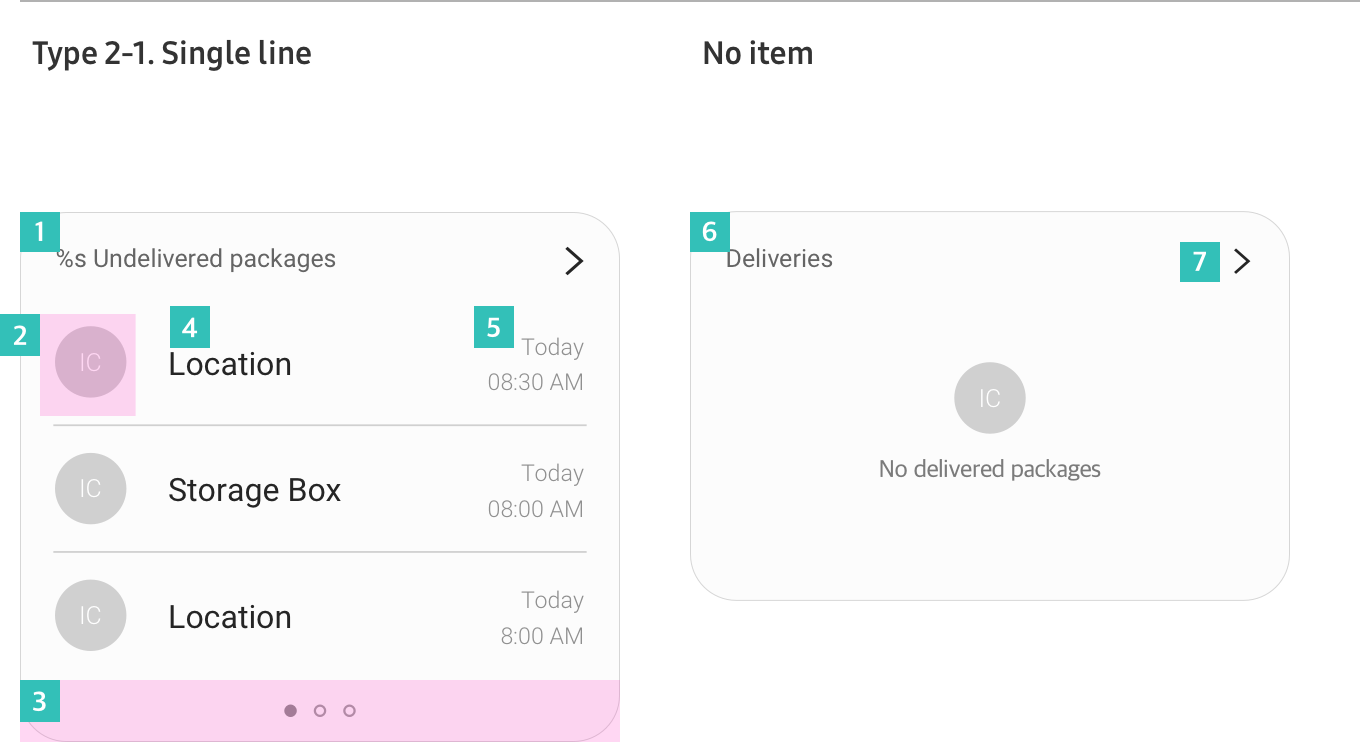 Type 2-1. Single line
No item
1
%s Undelivered packages
2
IC
4
Location
5
Today
08:30 AM
IC
Storage Box
Today
08:00 AM
IC
Location
Today
8:00 AM
3
6
Deliveries
7
IC
No delivered packages